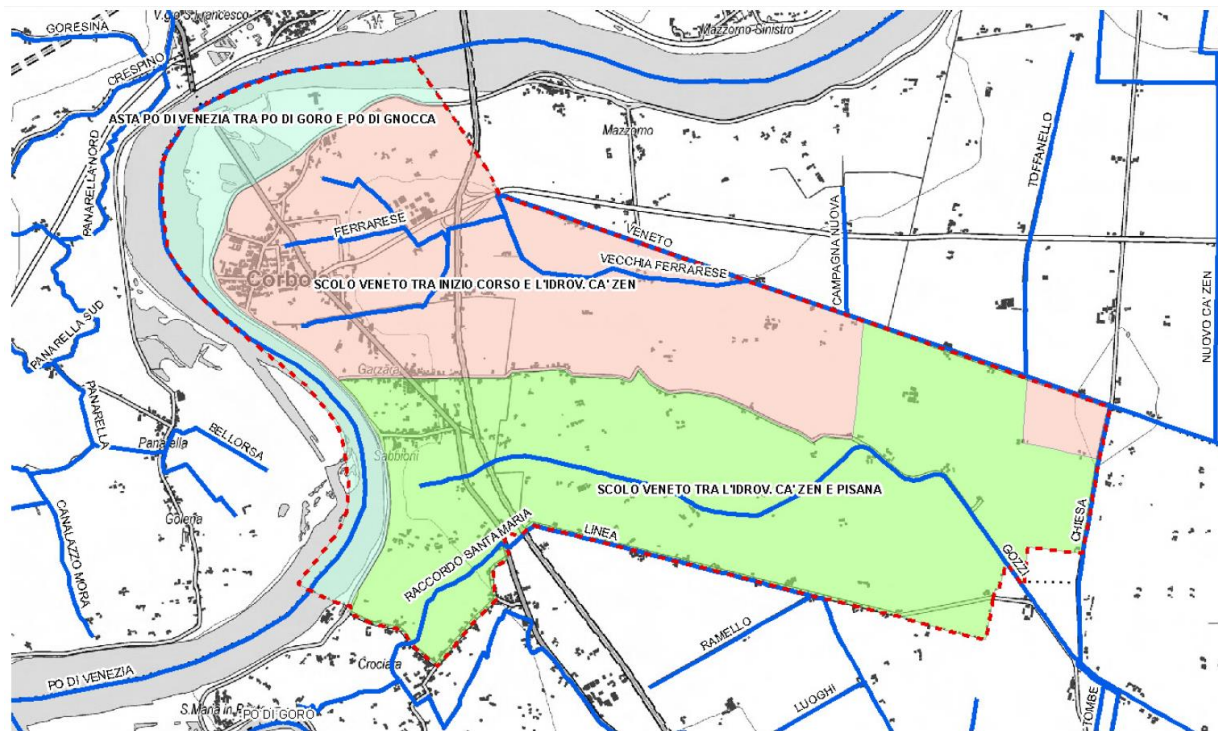 GORESINA
V.gio S.Francesco
Mazzorno Sinistro
CRESPINO
ASTA PO DI VENEZIA TRA PO DI GORO E PO DI GNOCCA
PANARELLA NORD
Mazzorno
TOFFANELLO
CAMPAGNA NUOVA
FERRARESE
VENETO
VECCHIA FERRARESE
SCOLO VENETO TRA INIZIO CORSO E L'IDROV. CA' ZEN
NUOVO CA' ZEN
PANARELLA SUD
Garzara
PANARELLA
BELLORSA
Panarella
Sabbioni
SCOLO VENETO TRA L'IDROV. CA' ZEN E PISANA
Golena
CANALAZZO MORA
RACCORDO SANTA MARIA
LINEA
CHIESA
GOZZI
RAMELLO
Crociara
PO DI VENEZIA
LUOGHI
TOMBE
S.Maria in
PO DI GORO